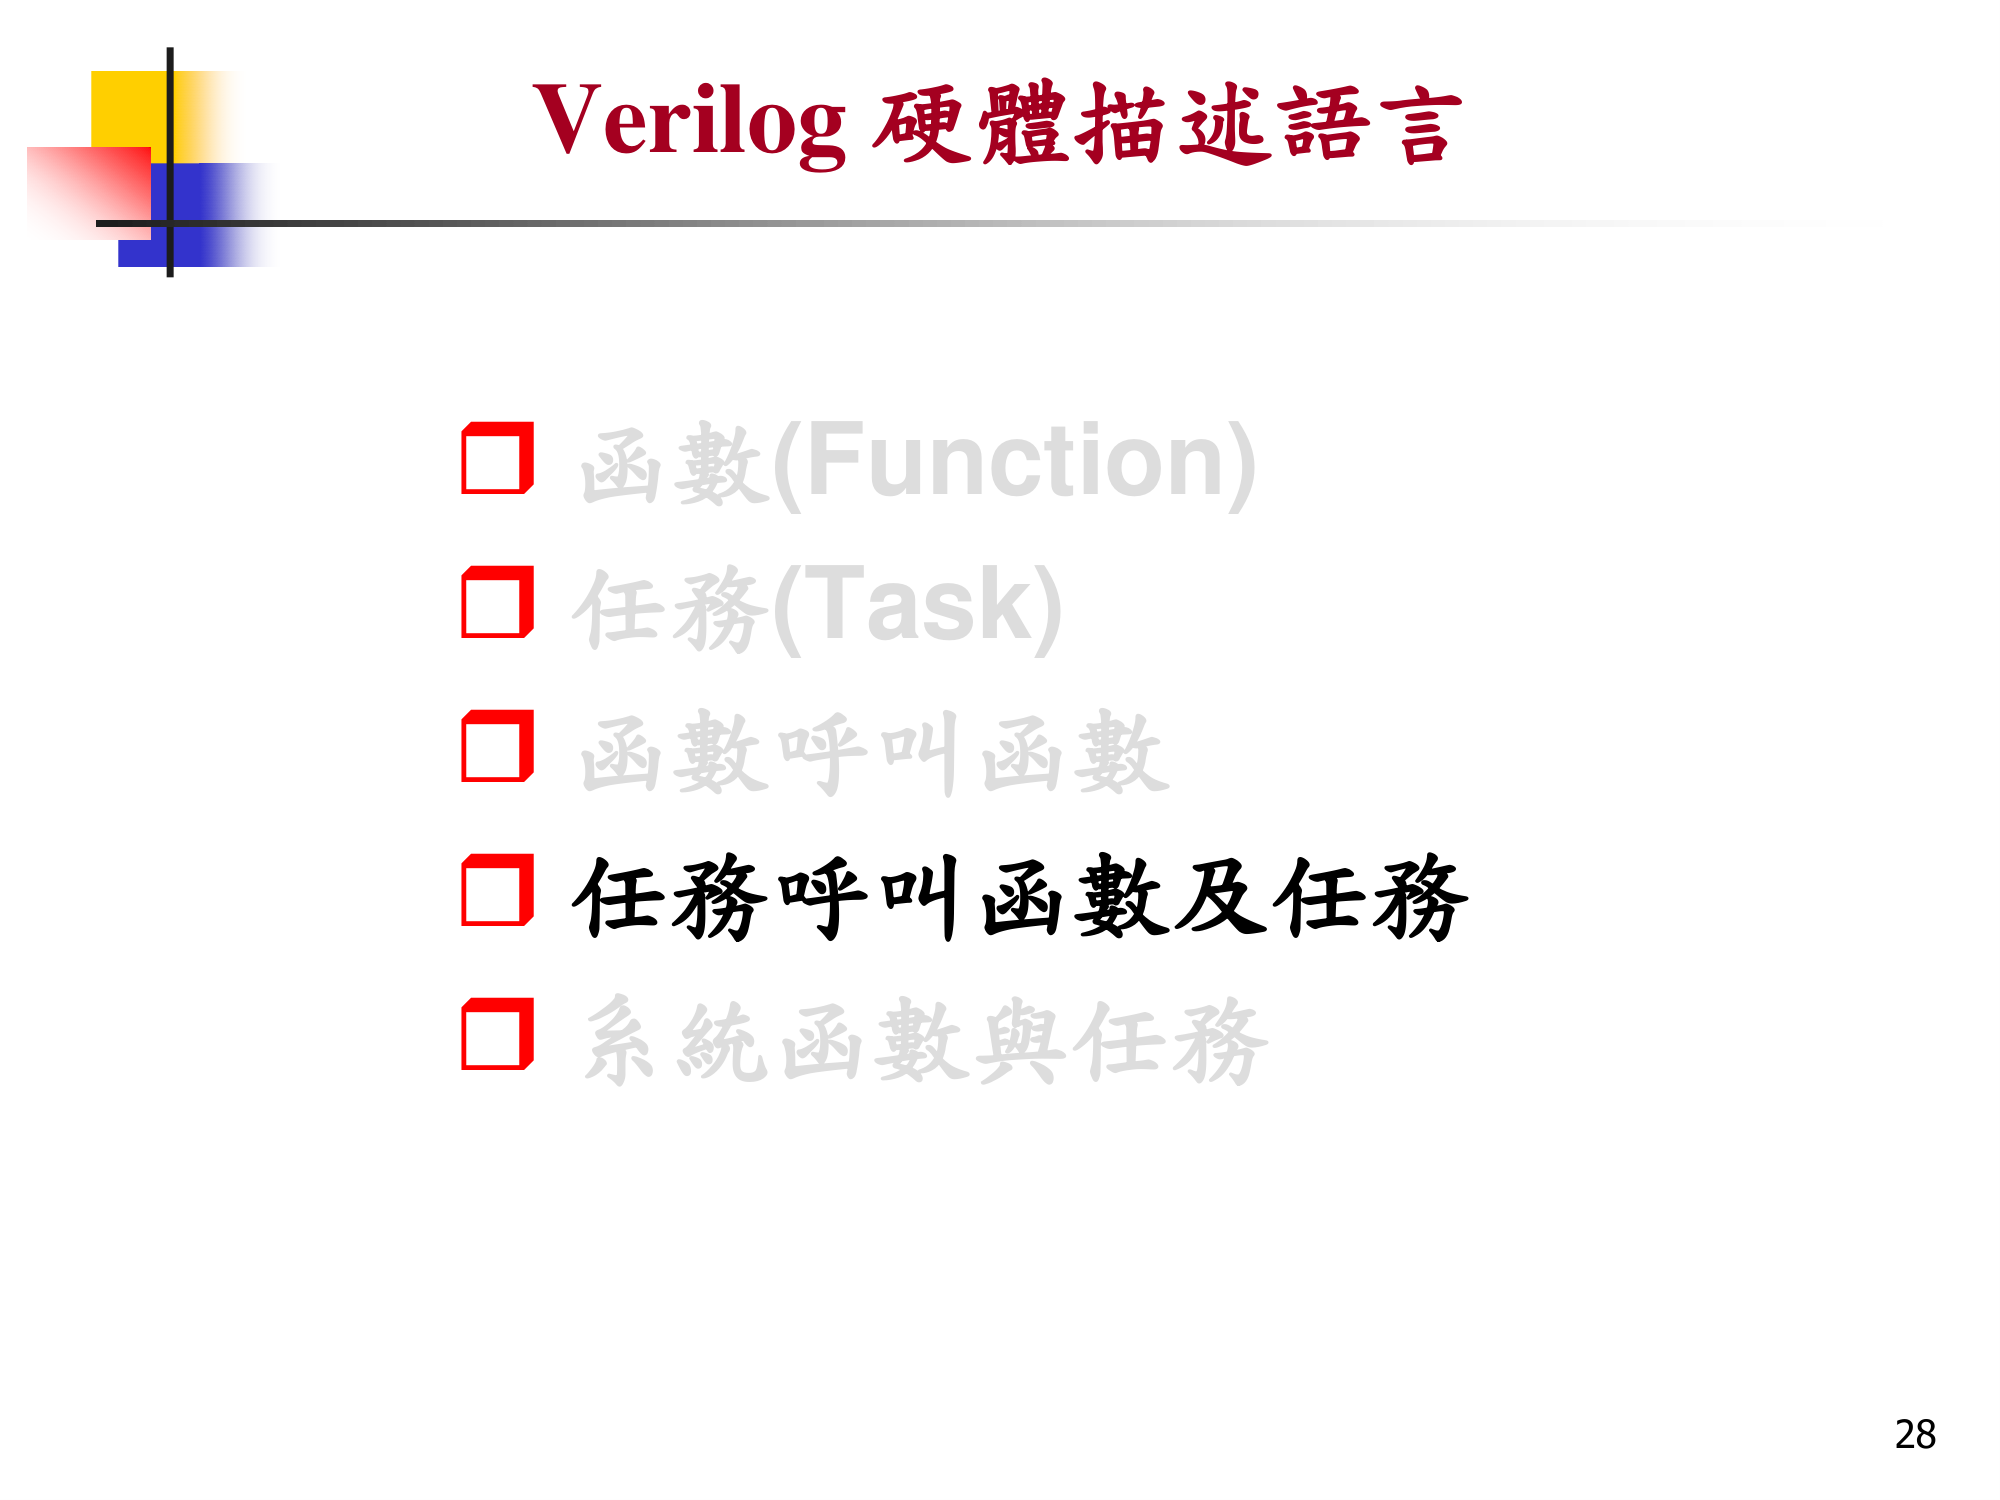 Verilog 硬體描述語言
函數(Function)
任務(Task)
函數呼叫函數
任務呼叫函數及任務
系統函數與任務
28